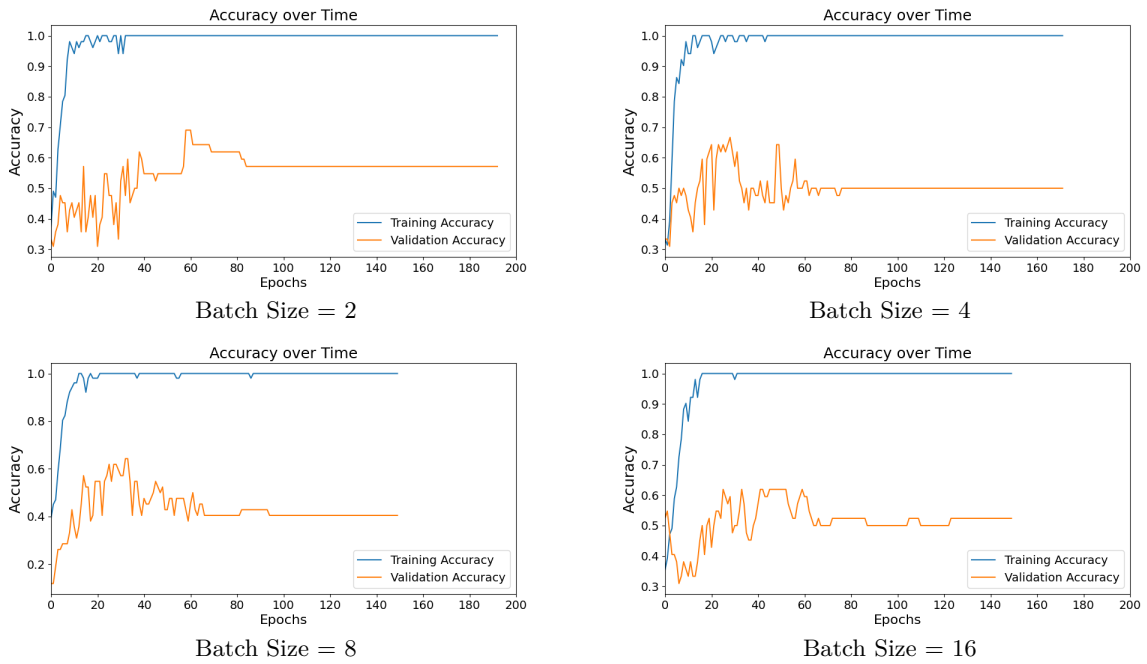 Accuracy over Time
1.0
0.9
0.8
0.7
0.6
0.5
0.4
0.3
Accuracy
Training Accuracy
Validation Accuracy
0 20 40 60 80 100 120 140 160 180 200
Epochs
Batch Size = 2
Accuracy over Time
1.0
0.9
0.8
0.7
0.6
0.5
0.4
0.3
Accuracy
Training Accuracy
Validation Accuracy
0 20 40 60 80 100 120 140 160 180 200
Epochs
Batch Size = 4
Accuracy over Time
1.0
0.8
0.6
0.4
0.2
Accuracy
Training Accuracy
Validation Accuracy
0 20 40 60 80 100 120 140 160 180 200
Epochs
Batch Size = 8
Accuracy over Time
1.0
0.9
0.8
0.7
0.6
0.5
0.4
0.3
Accuracy
Training Accuracy
Validation Accuracy
0 20 40 60 80 100 120 140 160 180 200
Epochs
Batch Size = 16